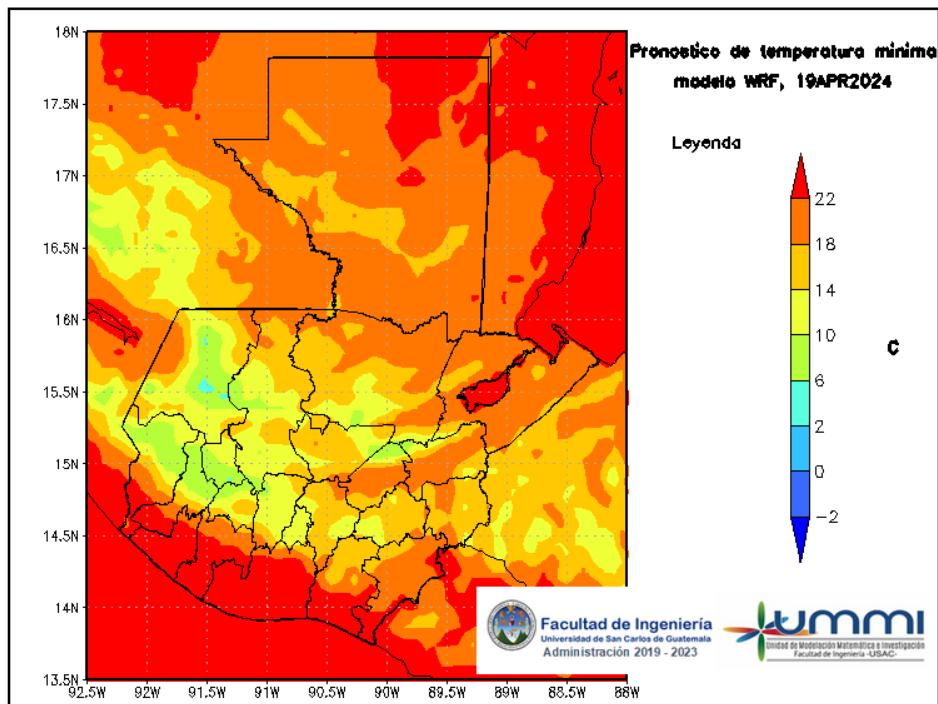 Pronostico de temperatura minima
modelo WRF, 19APR2024
Leyenda
22
18
14
10
6
2
0
−2
C
18N
17.5N
17N
16.5N
16N
15.5N
15N
14.5N
14N
13.5N
92.5W
92W
91.5W
91W
90.5W
90W
89.5W
89W
88.5W
88W
Facultad de Ingeniería
Universidad de San Carlos de Guatemala
Administración 2019 - 2023
UMMI
Unidad de Modelación Matemática e Investigación
Facultad de Ingeniería -USAC-